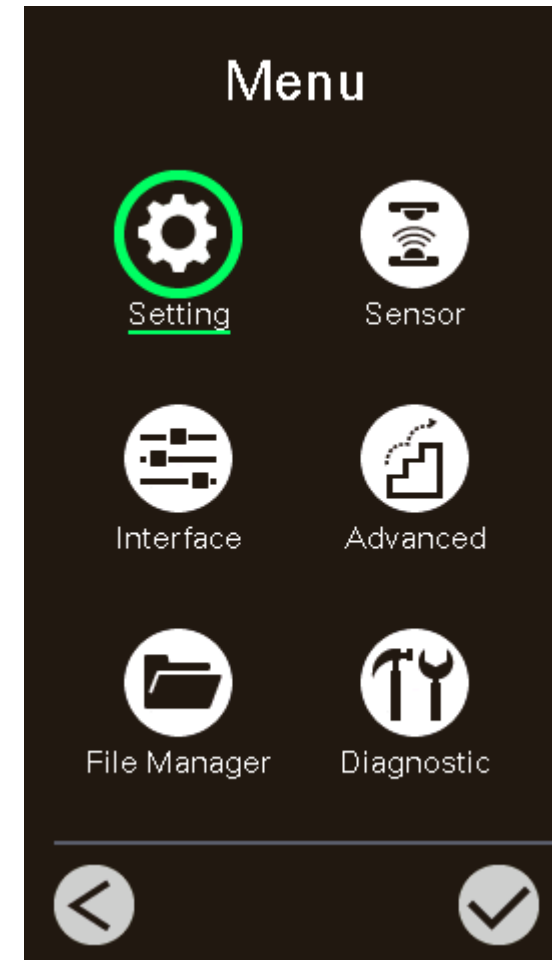 Menu
Setting
Sensor
Interface
Advanced
File Manager
Diagnostic